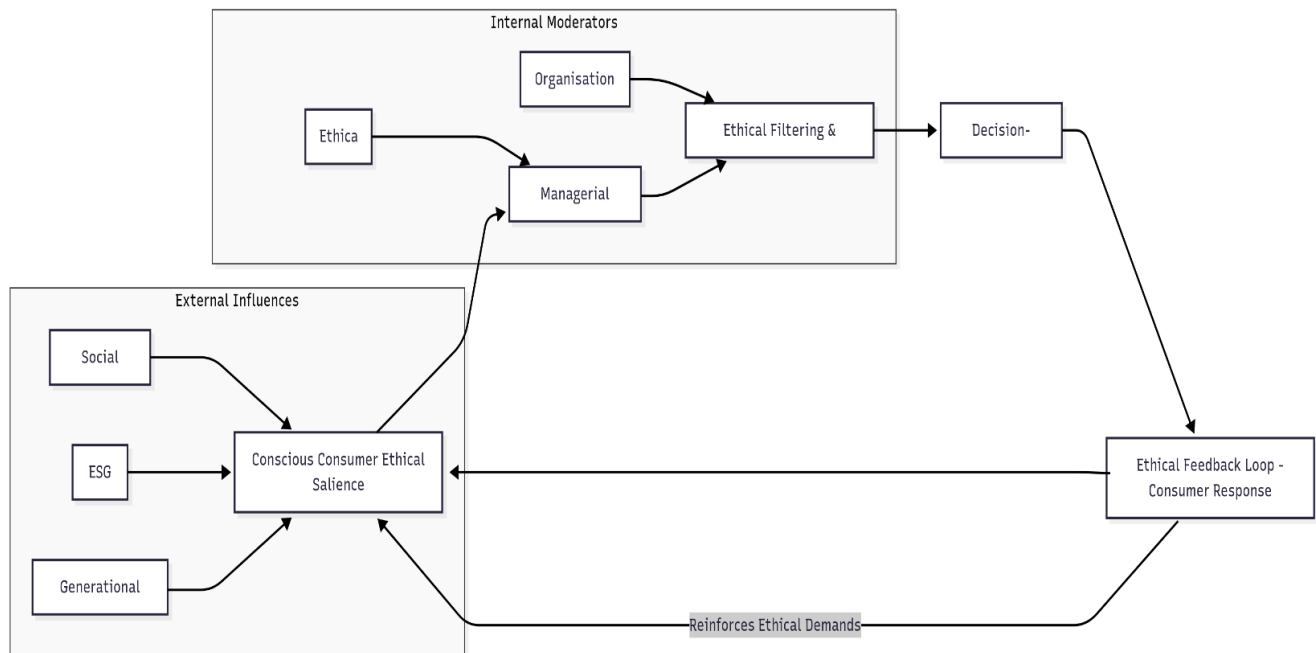 Internal Moderators
Organisation
Ethica
Ethical Filtering &
Decision-
Managerial
External Influences
Social
Conscious Consumer Ethical
Salience
ESG
Ethical Feedback Loop -
Consumer Response
Generational
Reinforces Ethical Demands